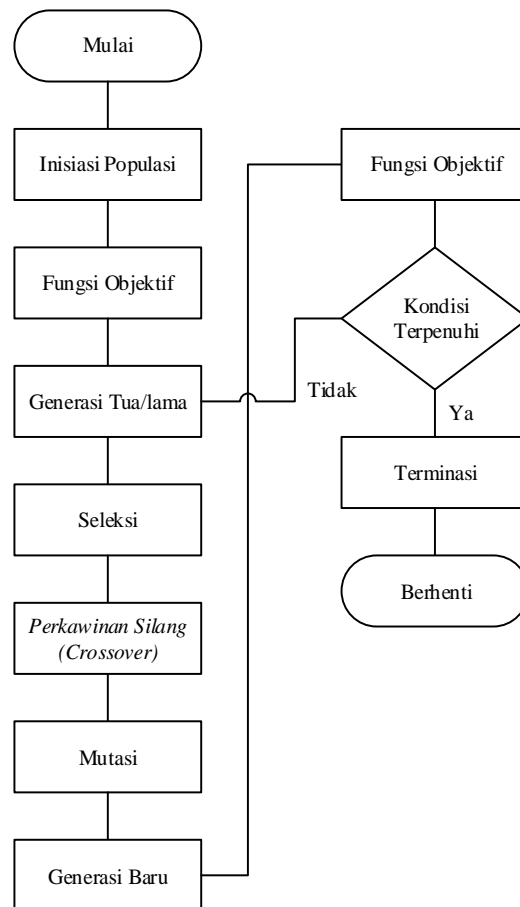 Mulai
Inisiasi Populasi
Fungsi Objektif
Generasi Tua/lama
Seleksi
Perkawinan Silang
(Crossover)
Mutasi
Generasi Baru
Fungsi Objektif
Kondisi
Terpenuhi
Tidak
Ya
Terminasi
Berhenti